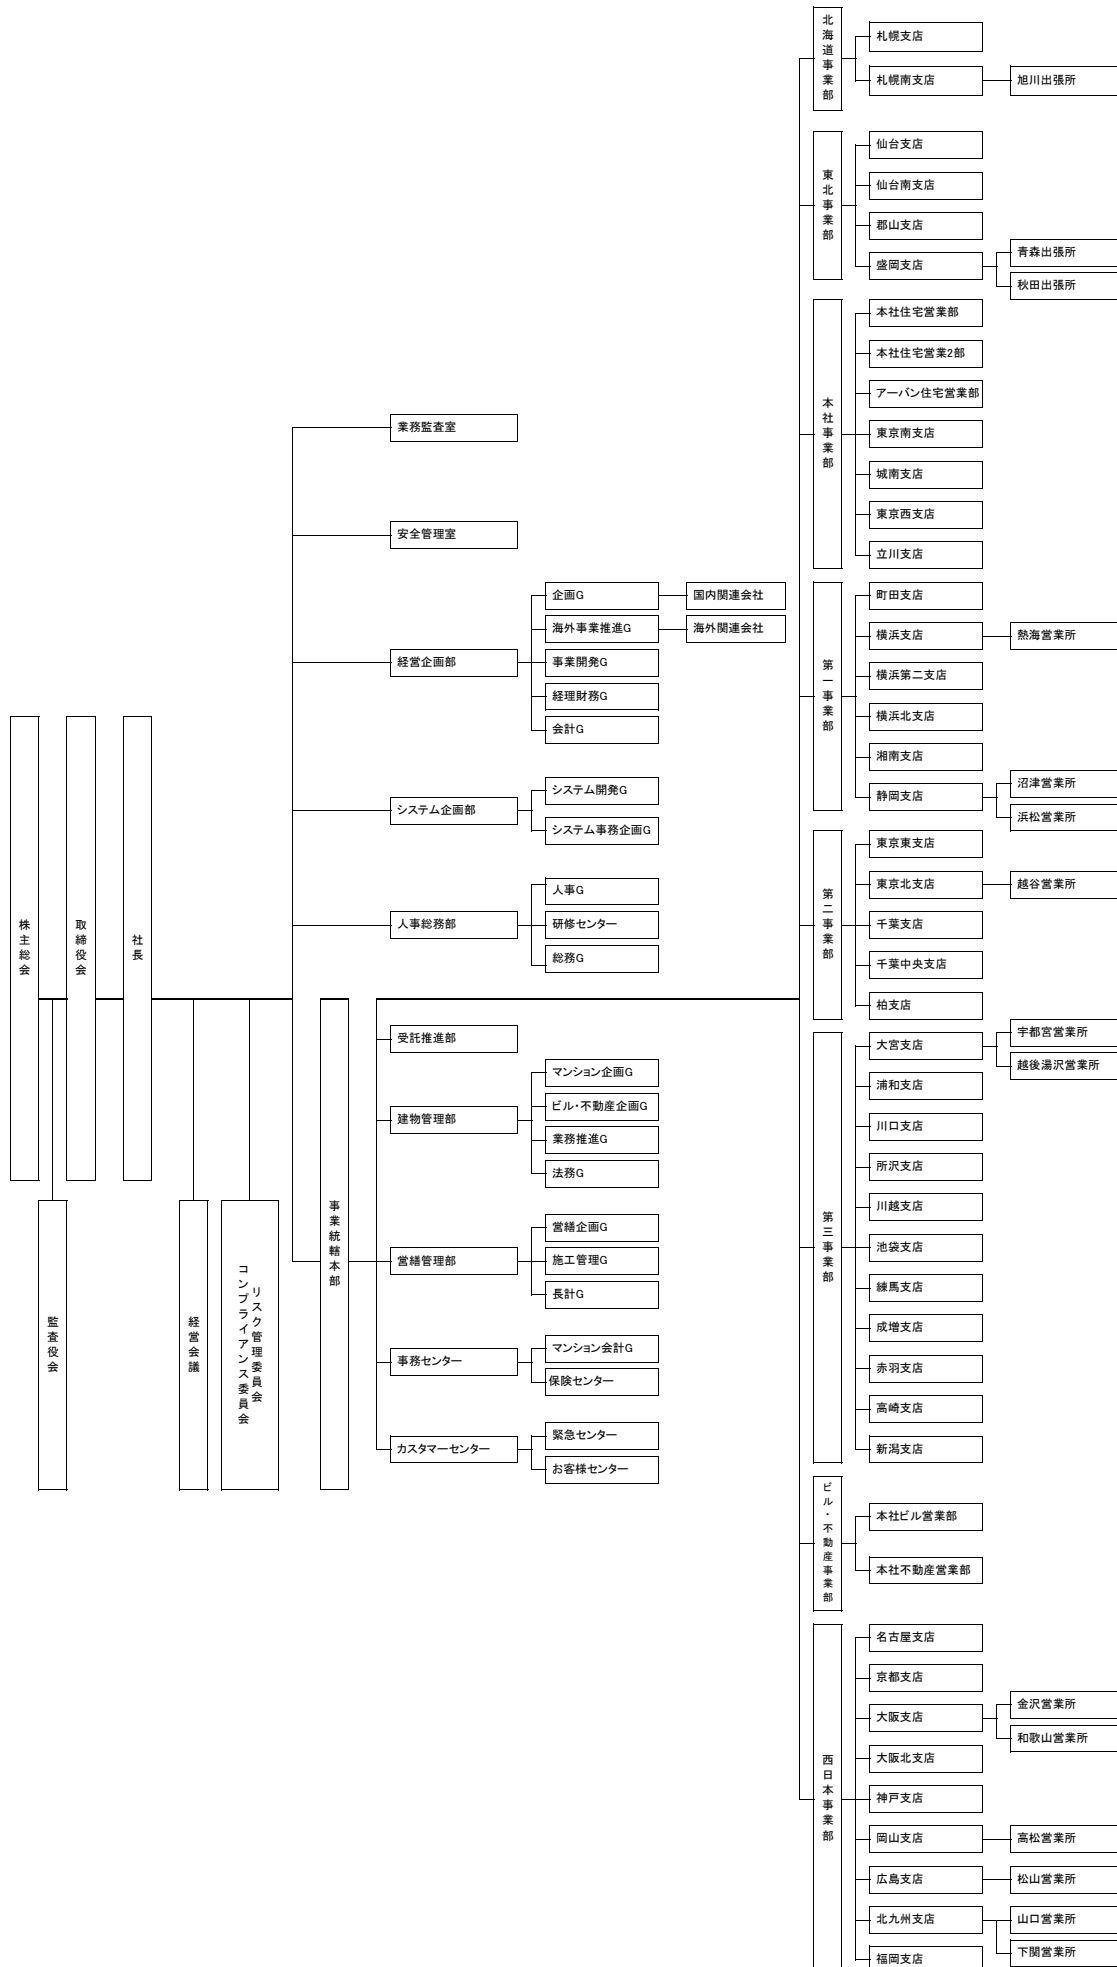 株主総会
取締役会
社長
監査役会
経営会議
リスク管理委員会
コンプライアンス委員会
業務監査室
安全管理室
経営企画部
企画G
国内関連会社
海外事業推進G
海外関連会社
事業開発G
経理財務G
会計G
システム企画部
システム開発G
システム事務企画G
人事総務部
人事G
研修センター
総務G
事業統轄本部
受託推進部
建物管理部
マンション企画G
ビル・不動産企画G
業務推進G
法務G
営繕管理部
営繕企画G
施工管理G
長計G
事務センター
マンション会計G
保険センター
カスタマーセンター
緊急センター
お客様センター
北海道事業部
札幌支店
札幌南支店
旭川出張所
東北事業部
仙台支店
仙台南支店
郡山支店
盛岡支店
青森出張所
秋田出張所
本社事業部
本社住宅営業部
本社住宅営業2部
アーバン住宅営業部
東京南支店
城南支店
東京西支店
立川支店
第一事業部
町田支店
横浜支店
熱海営業所
横浜第二支店
横浜北支店
湘南支店
静岡支店
沼津営業所
浜松営業所
第二事業部
東京東支店
東京北支店
越谷営業所
千葉支店
千葉中央支店
柏支店
第三事業部
大宮支店
宇都宮営業所
越後湯沢営業所
浦和支店
川口支店
所沢支店
川越支店
池袋支店
練馬支店
成増支店
赤羽支店
高崎支店
新潟支店
ビル・不動産事業部
本社ビル営業部
本社不動産営業部
西日本事業部
名古屋支店
京都支店
大阪支店
金沢営業所
和歌山営業所
大阪北支店
神戸支店
岡山支店
高松営業所
広島支店
松山営業所
北九州支店
山口営業所
下関営業所
福岡支店